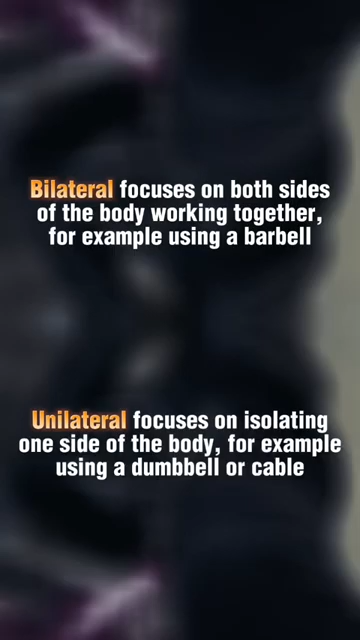 Bilateral focuses on both sides
of the body working together,
for example using a barbell
Unilateral focuses on isolating
one side of the body, for example
using a dumbbell or cable